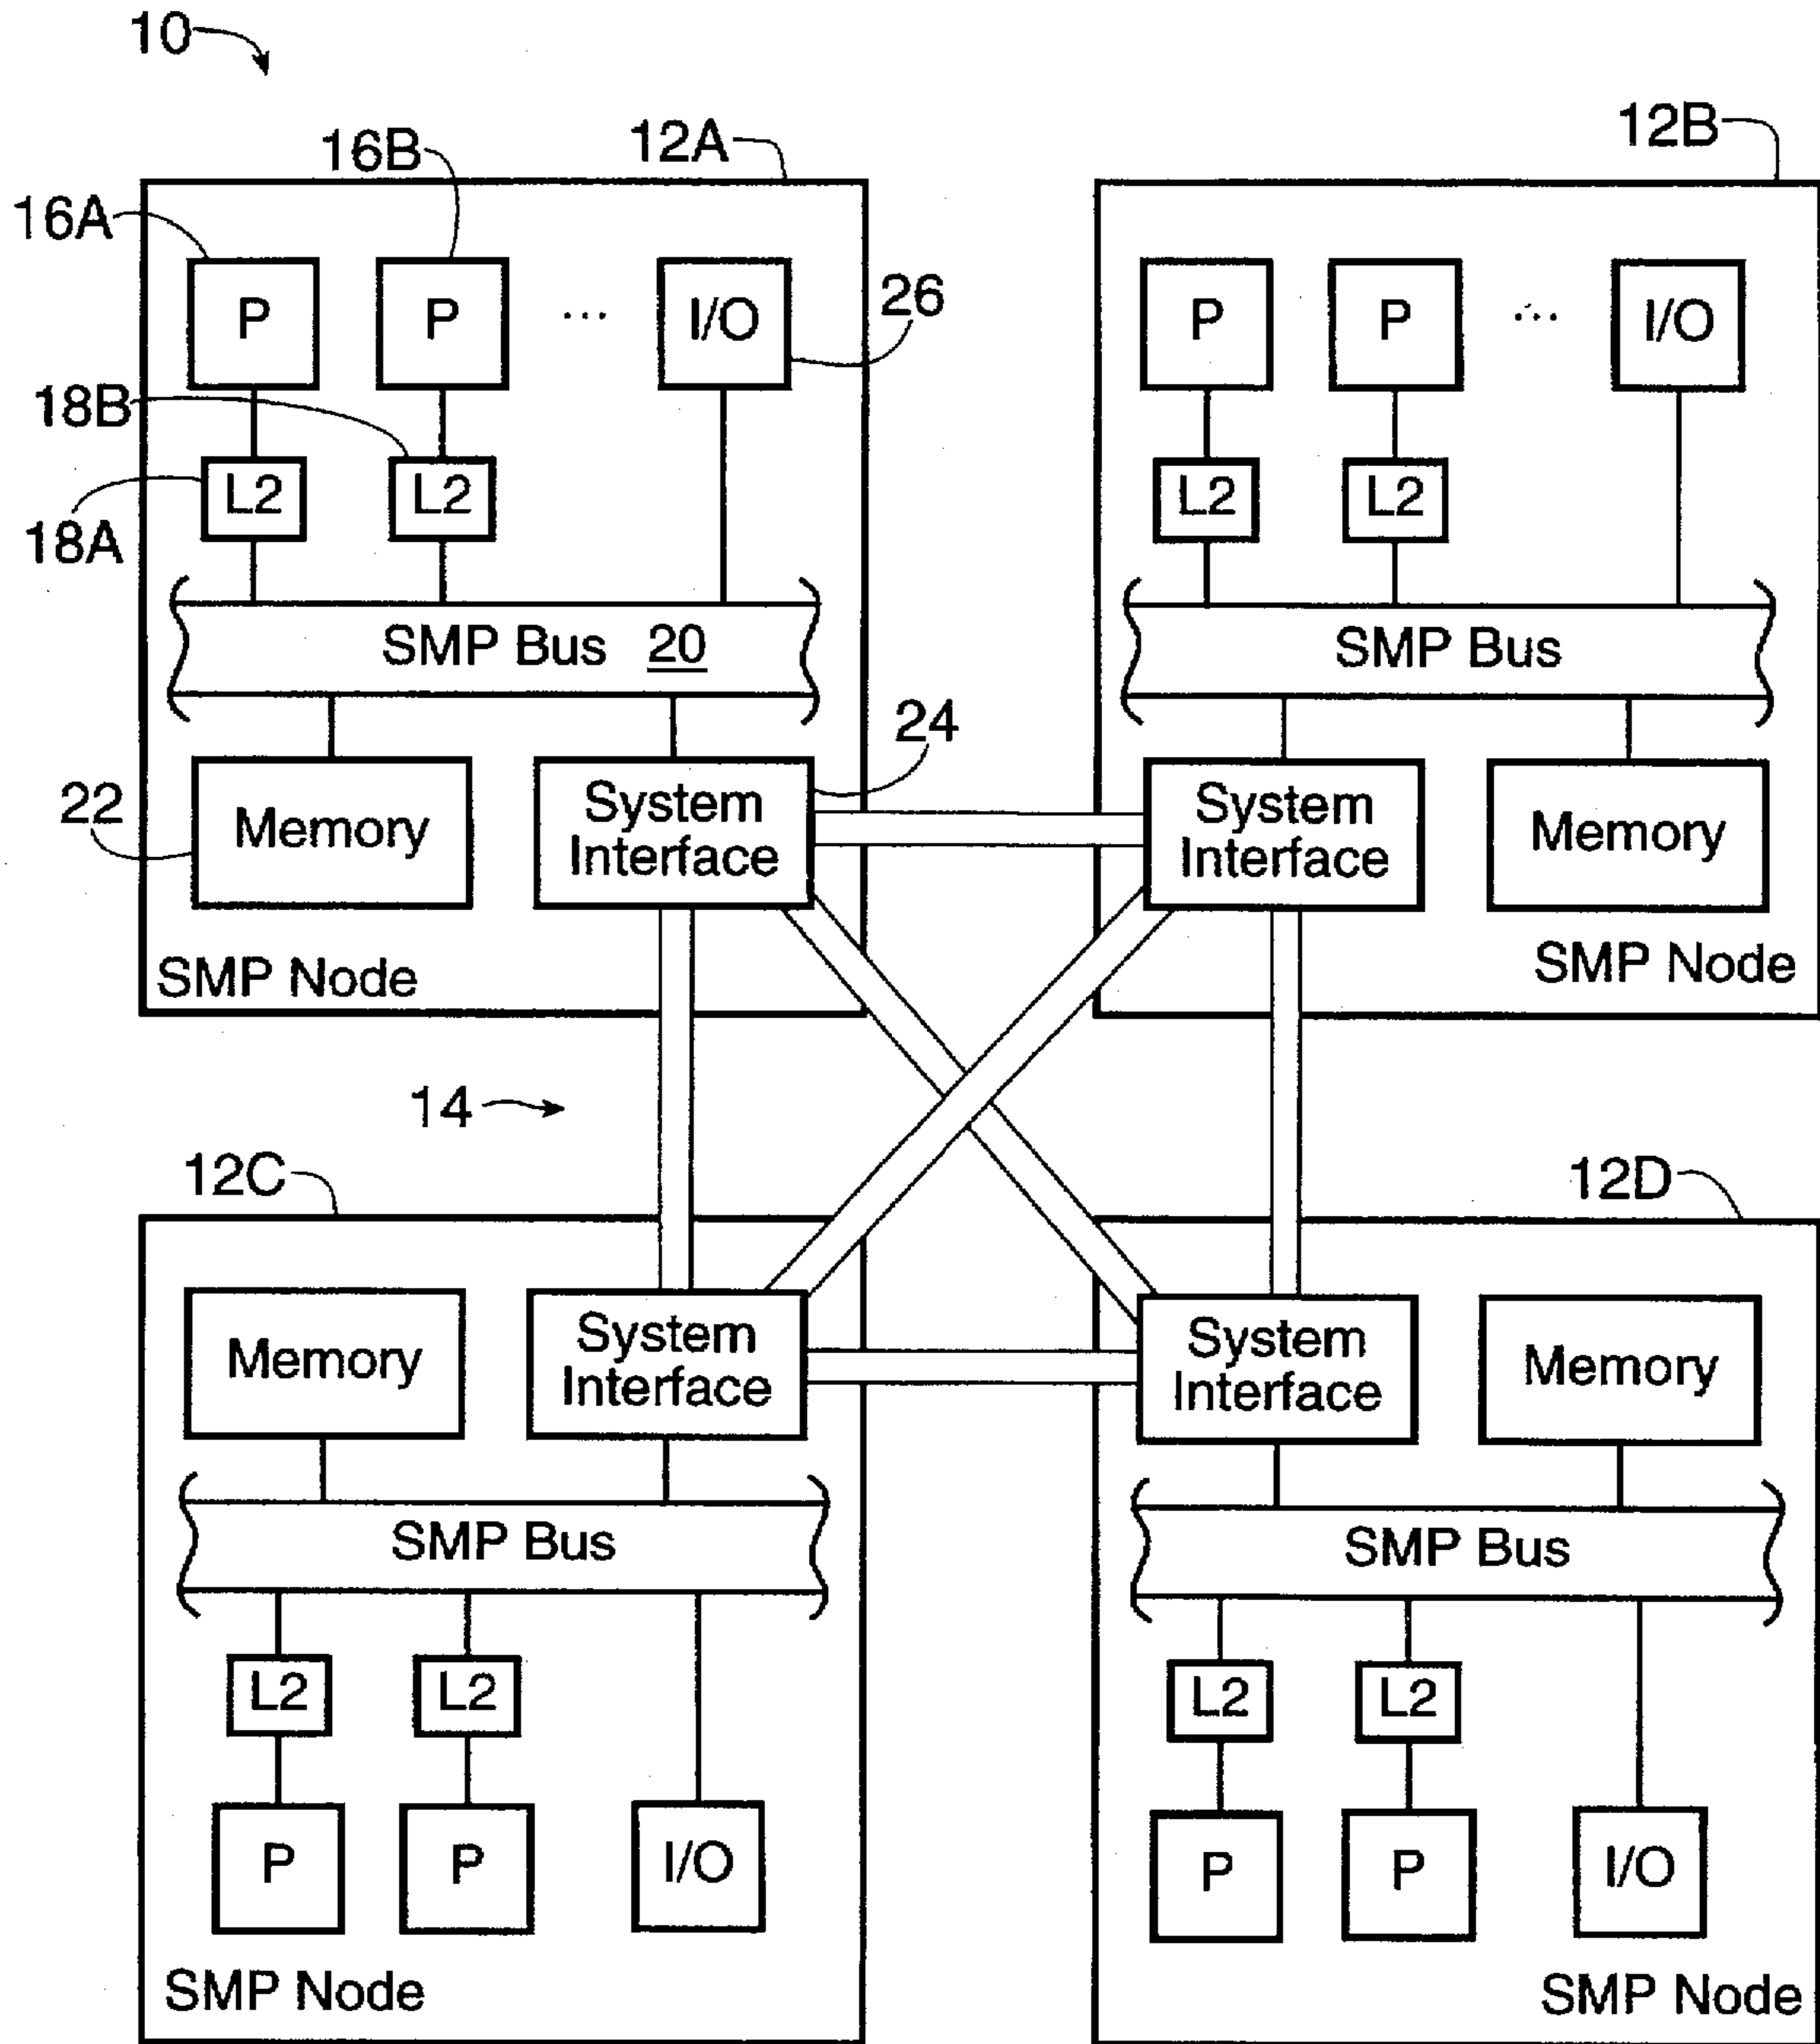 10
12A
12B
16B
16A
P
P
...
I/O
26
P
P
...
I/O
18B
L2
L2
18A
L2
L2
SMP Bus 20
SMP Bus
24
22
Memory
System
Interface
System
Interface
Memory
SMP Node
SMP Node
14
12C
12D
Memory
System
Interface
System
Interface
Memory
SMP Bus
SMP Bus
L2
L2
L2
L2
P
P
I/O
P
P
I/O
SMP Node
SMP Node